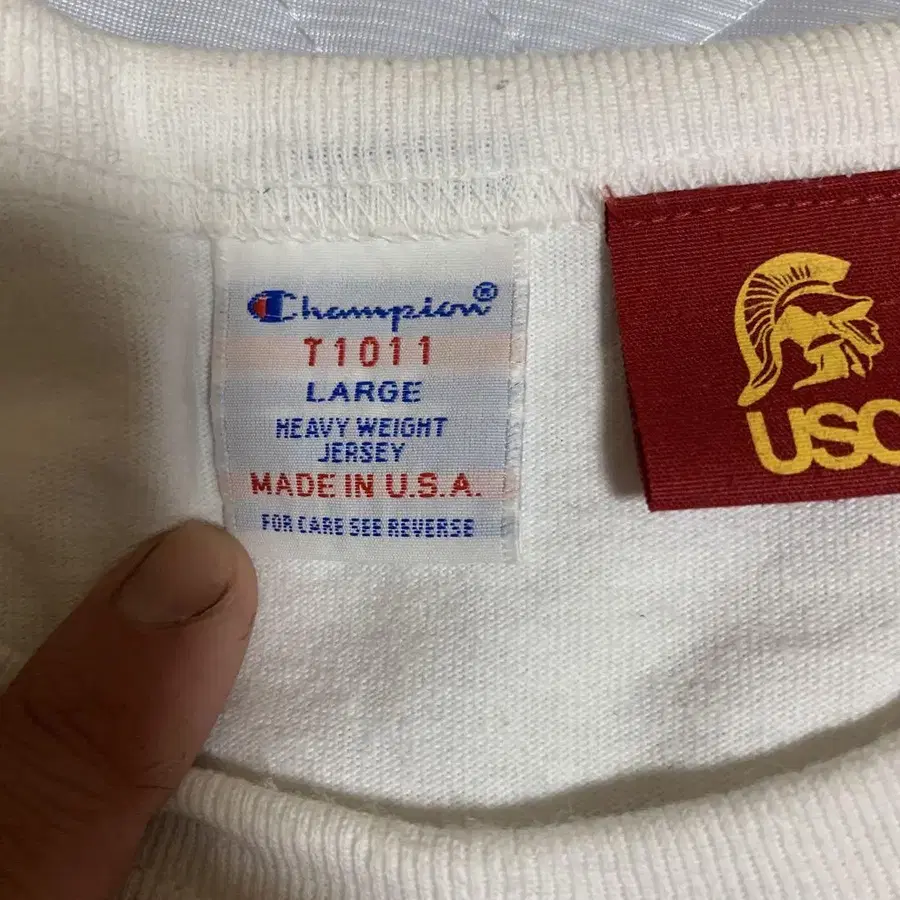 Champion®
T1011
LARGE
HEAVY WEIGHT
JERSEY
MADE IN U.S.A.
FOR CARE SEE REVERSE
USC